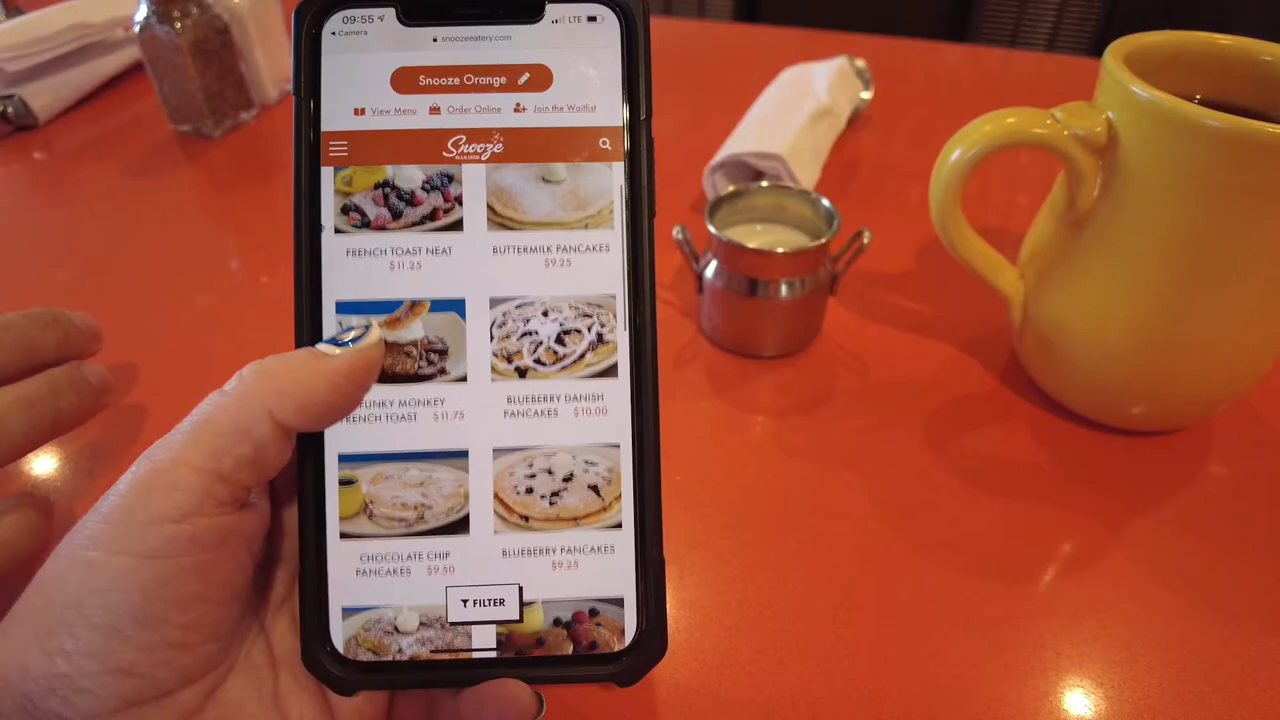 09:55
LTE
Camera
snoozeeatery.com
Snooze Orange
View Menu
Order Online
Join the Waitlist
Snooze
FRENCH TOAST NEAT
$11.25
BUTTERMILK PANCAKES
$9.25
FUNKY MONKEY
FRENCH TOAST $11.75
BLUEBERRY DANISH
PANCAKES $10.00
CHOCOLATE CHIP
PANCAKES $9.50
BLUEBERRY PANCAKES
$9.25
FILTER